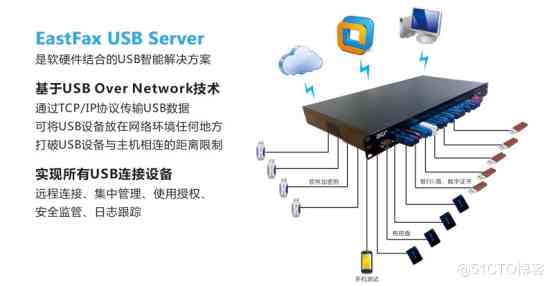 EastFax USB Server
是软硬件结合的USB智能解决方案
基于USB Over Network技术
通过TCP/IP协议传输USB数据
可将USB设备放在网络环境任何地方
打破USB设备与主机相连的距离限制
实现所有USB连接设备
远程连接、集中管理、使用授权、
安全监管、日志跟踪
软件加密狗
银行U盾、数字证书
税控盘
手机测试
@51CTO博客